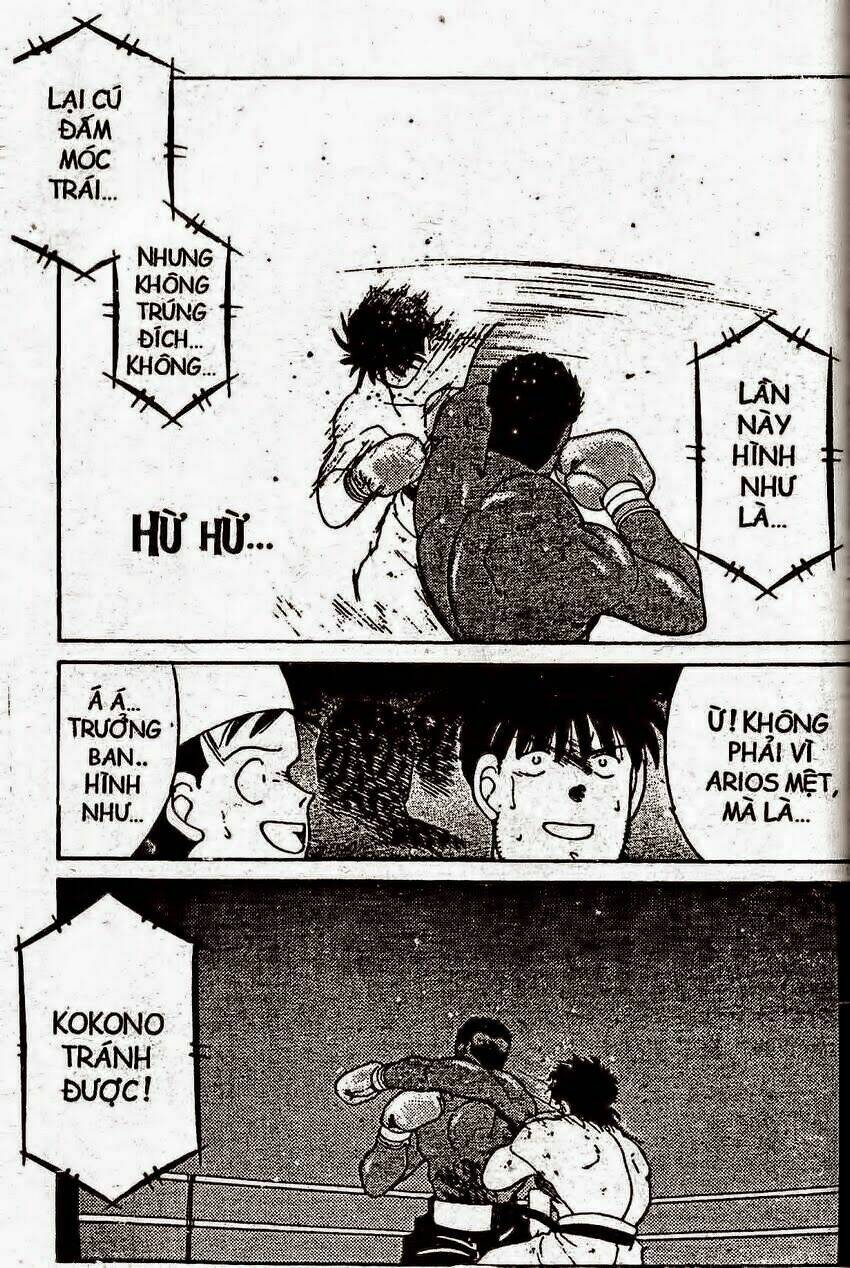 LẠI CÚ
ĐẤM
MÓC
TRÁI...
NHƯNG
KHÔNG
TRÚNG
ĐÍCH...
KHÔNG...
LẦN
NÀY
HÌNH
NHƯ
LÀ...
HỪ HỪ...
Á Á...
TRƯỞNG
BAN..
HÌNH
NHƯ...
Ừ! KHÔNG
PHẢI VÌ
ARIOS MỆT,
MÀ LÀ...
KOKONO
TRÁNH
ĐƯỢC!